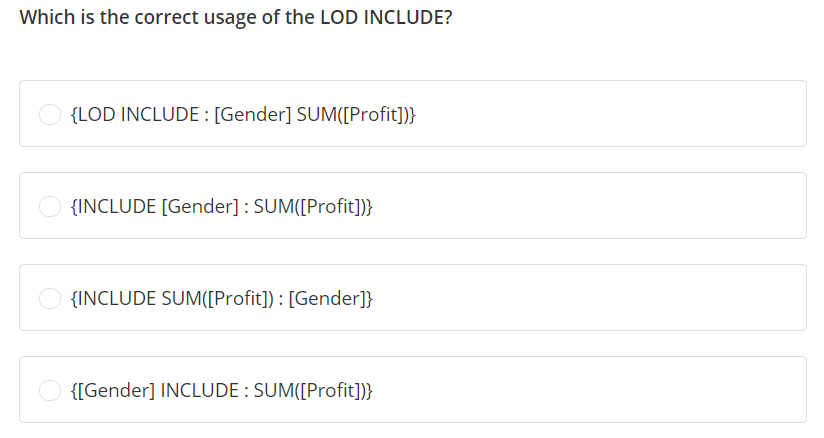 Which is the correct usage of the LOD INCLUDE?
{LOD INCLUDE : [Gender] SUM([Profit])}
{INCLUDE [Gender] : SUM([Profit])}
{INCLUDE SUM([Profit]) : [Gender]}
{[Gender] INCLUDE : SUM([Profit])}